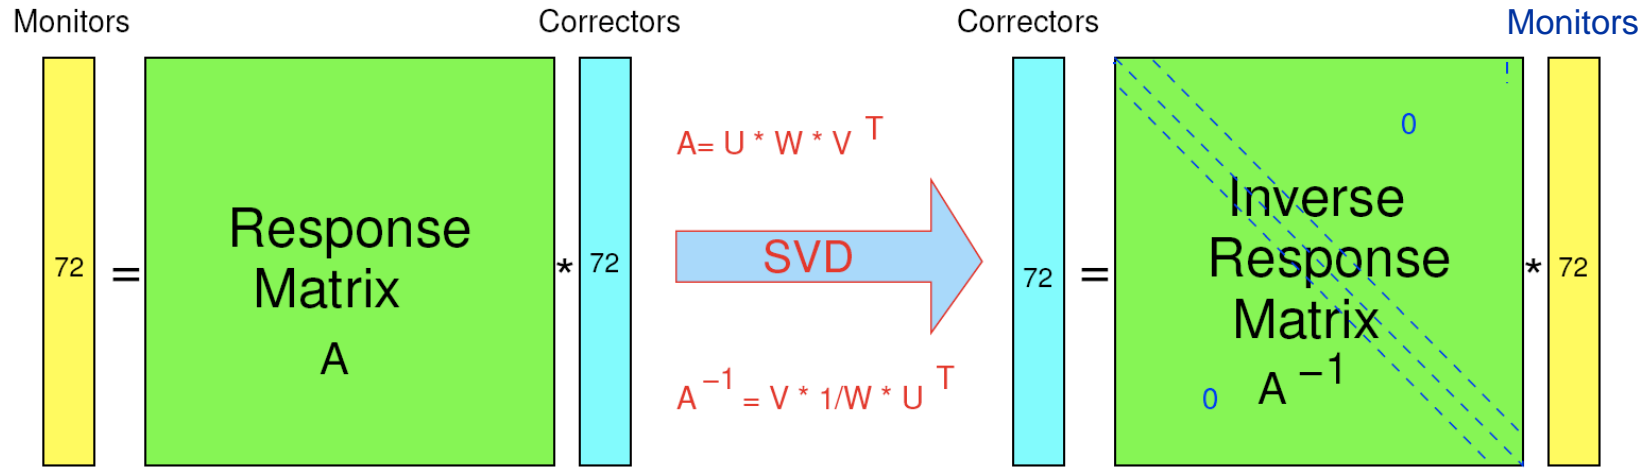 Monitors
Correctors
Correctors
Monitors
72
=
Response
Matrix
A
*
72
A= U * W * V T
SVD
A −1 = V * 1/W * U T
72
=
0
Inverse
Response
Matrix
A −1
0
*
72